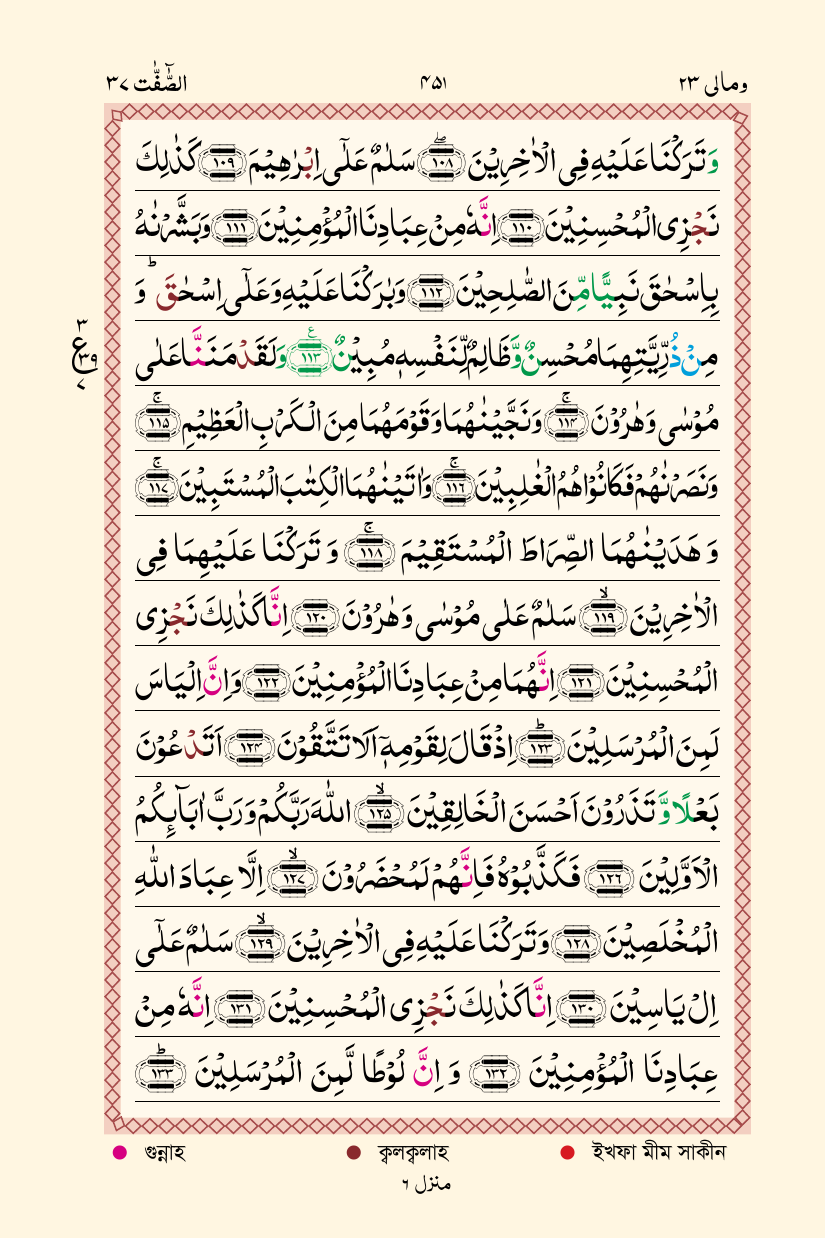 الصّٰٓفّٰت ٣٧ ۴۵۱ ومالی ٢٣
وَتَرَكْنَا عَلَيْهِ فِى الْاٰخِرِيْنَ ۖ‏ ﴿١٠٨﴾ سَلٰمٌ عَلٰٓى اِبْرٰهِيْمَ ﴿١٠٩﴾ كَذٰلِكَ
نَجْزِى الْمُحْسِنِيْنَ ﴿١١٠﴾ اِنَّهٗ مِنْ عِبَادِنَا الْمُؤْمِنِيْنَ ﴿١١١﴾ وَبَشَّرْنٰهُ
بِاِسْحٰقَ نَبِيًّا مِّنَ الصّٰلِحِيْنَ ﴿١١٢﴾ وَبٰرَكْنَا عَلَيْهِ وَعَلٰٓى اِسْحٰقَ ؕ وَ
مِنْ ذُرِّيَّتِهِمَا مُحْسِنٌ وَّظَالِمٌ لِّنَفْسِهٖ مُبِيْنٌ ﴿١١٣﴾ وَلَقَدْ مَنَنَّا عَلٰى
٣
ع
٣٩
٧
مُوْسٰى وَهٰرُوْنَ ۚ ﴿١١٤﴾ وَنَجَّيْنٰهُمَا وَقَوْمَهُمَا مِنَ الْكَرْبِ الْعَظِيْمِ ۚ ﴿١١٥﴾
وَنَصَرْنٰهُمْ فَكَانُوْا هُمُ الْغٰلِبِيْنَ ۚ ﴿١١٦﴾ وَاٰتَيْنٰهُمَا الْكِتٰبَ الْمُسْتَبِيْنَ ۚ ﴿١١٧﴾
وَ هَدَيْنٰهُمَا الصِّرَاطَ الْمُسْتَقِيْمَ ۚ ﴿١١٨﴾ وَ تَرَكْنَا عَلَيْهِمَا فِى
الْاٰخِرِيْنَ ۙ ﴿١١٩﴾ سَلٰمٌ عَلٰى مُوْسٰى وَهٰرُوْنَ ﴿١٢٠﴾ اِنَّا كَذٰلِكَ نَجْزِى
الْمُحْسِنِيْنَ ﴿١٢١﴾ اِنَّهُمَا مِنْ عِبَادِنَا الْمُؤْمِنِيْنَ ﴿١٢٢﴾ وَاِنَّ اِلْيَاسَ
لَمِنَ الْمُرْسَلِيْنَ ؕ ﴿١٢٣﴾ اِذْ قَالَ لِقَوْمِهٖٓ اَلَا تَتَّقُوْنَ ﴿١٢٤﴾ اَتَدْعُوْنَ
بَعْلًا وَّتَذَرُوْنَ اَحْسَنَ الْخَالِقِيْنَ ۙ ﴿١٢٥﴾ اللّٰهَ رَبَّكُمْ وَرَبَّ اٰبَآئِكُمُ
الْاَوَّلِيْنَ ﴿١٢٦﴾ فَكَذَّبُوْهُ فَاِنَّهُمْ لَمُحْضَرُوْنَ ۙ ﴿١٢٧﴾ اِلَّا عِبَادَ اللّٰهِ
الْمُخْلَصِيْنَ ﴿١٢٨﴾ وَتَرَكْنَا عَلَيْهِ فِى الْاٰخِرِيْنَ ۙ ﴿١٢٩﴾ سَلٰمٌ عَلٰٓى
اِلْ يَاسِيْنَ ﴿١٣٠﴾ اِنَّا كَذٰلِكَ نَجْزِى الْمُحْسِنِيْنَ ﴿١٣١﴾ اِنَّهٗ مِنْ
عِبَادِنَا الْمُؤْمِنِيْنَ ﴿١٣٢﴾ وَ اِنَّ لُوْطًا لَّمِنَ الْمُرْسَلِيْنَ ؕ ﴿١٣٣﴾
গুন্নাহ ক্বলক্বলাহ ইখফা মীম সাকীন
منزل ٦